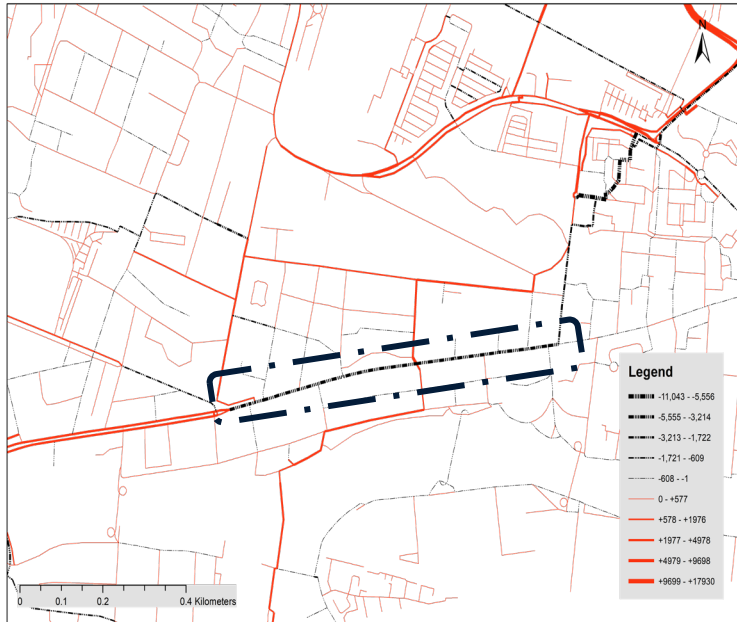 N
Legend
-11,043 - -5,556
-5,555 - -3,214
-3,213 - -1,722
-1,721 - -609
-608 - -1
0 - +577
+578 - +1976
+1977 - +4978
+4979 - +9698
+9699 - +17930
0 0.1 0.2 0.4 Kilometers